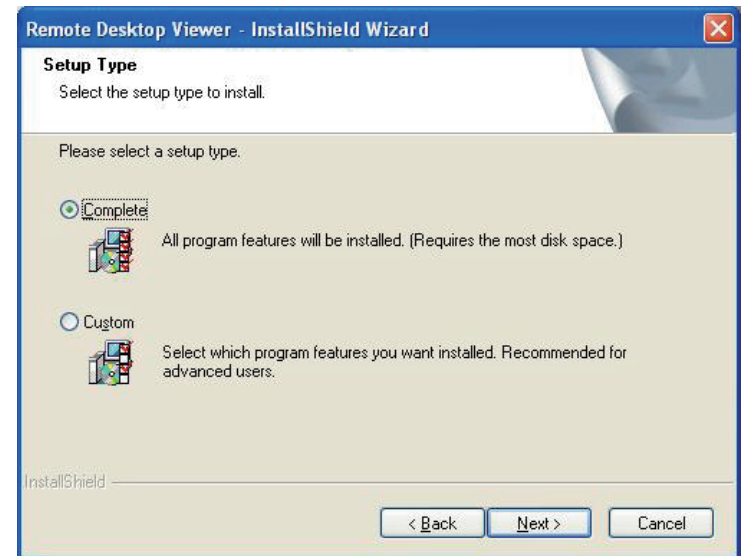 Remote Desktop Viewer - InstallShield Wizard
Setup Type
Select the setup type to install.
Please select a setup type.
Complete
All program features will be installed. (Requires the most disk space.)
Custom
Select which program features you want installed. Recommended for
advanced users.
InstallShield
< Back
Next >
Cancel